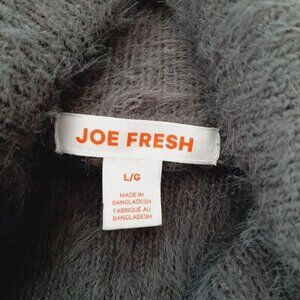 JOE FRESH
L/G
MADE IN
BANGLADESH
FABRIQUÉ AU
BANGLADESH